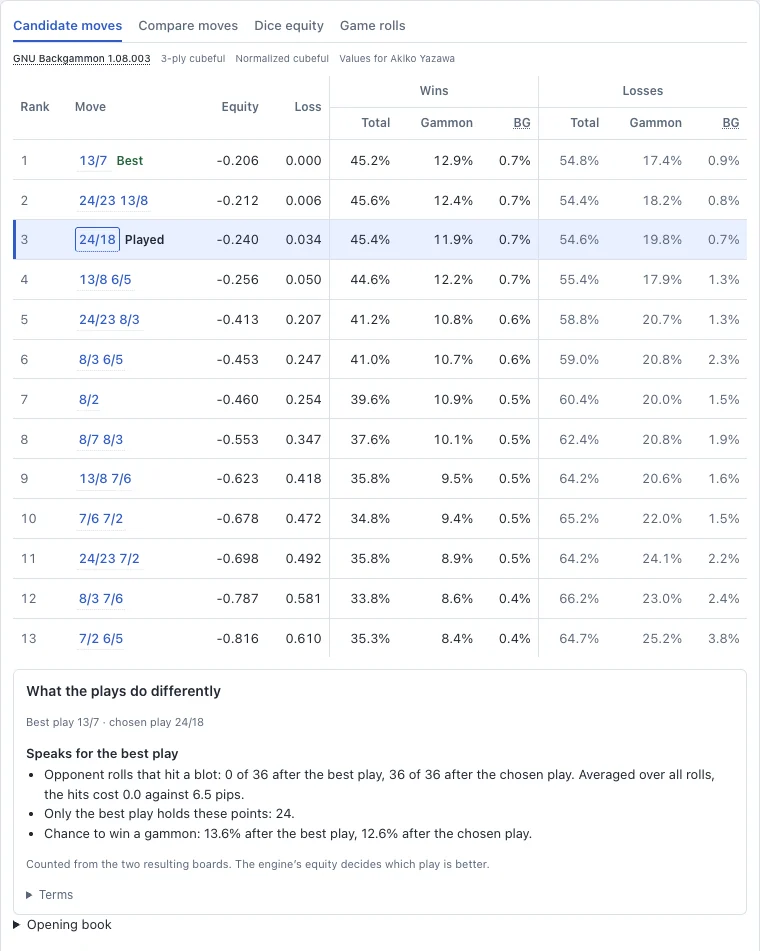 Candidate moves Compare moves Dice equity Game rolls
GNU Backgammon 1.08.003 3-ply cubeful Normalized cubeful Values for Akiko Yazawa
Wins Losses
Rank Move Equity Loss
Total Gammon BG Total Gammon BG
1 13/7 Best -0.206 0.000 45.2% 12.9% 0.7% 54.8% 17.4% 0.9%
2 24/23 13/8 -0.212 0.006 45.6% 12.4% 0.7% 54.4% 18.2% 0.8%
3 24/18 Played -0.240 0.034 45.4% 11.9% 0.7% 54.6% 19.8% 0.7%
4 13/8 6/5 -0.256 0.050 44.6% 12.2% 0.7% 55.4% 17.9% 1.3%
5 24/23 8/3 -0.413 0.207 41.2% 10.8% 0.6% 58.8% 20.7% 1.3%
6 8/3 6/5 -0.453 0.247 41.0% 10.7% 0.6% 59.0% 20.8% 2.3%
7 8/2 -0.460 0.254 39.6% 10.9% 0.5% 60.4% 20.0% 1.5%
8 8/7 8/3 -0.553 0.347 37.6% 10.1% 0.5% 62.4% 20.8% 1.9%
9 13/8 7/6 -0.623 0.418 35.8% 9.5% 0.5% 64.2% 20.6% 1.6%
10 7/6 7/2 -0.678 0.472 34.8% 9.4% 0.5% 65.2% 22.0% 1.5%
11 24/23 7/2 -0.698 0.492 35.8% 8.9% 0.5% 64.2% 24.1% 2.2%
12 8/3 7/6 -0.787 0.581 33.8% 8.6% 0.4% 66.2% 23.0% 2.4%
13 7/2 6/5 -0.816 0.610 35.3% 8.4% 0.4% 64.7% 25.2% 3.8%
What the plays do differently
Best play 13/7 · chosen play 24/18
Speaks for the best play
• Opponent rolls that hit a blot: 0 of 36 after the best play, 36 of 36 after the chosen play. Averaged over all rolls,
the hits cost 0.0 against 6.5 pips.
• Only the best play holds these points: 24.
• Chance to win a gammon: 13.6% after the best play, 12.6% after the chosen play.
Counted from the two resulting boards. The engine's equity decides which play is better.
▶ Terms
▶ Opening book